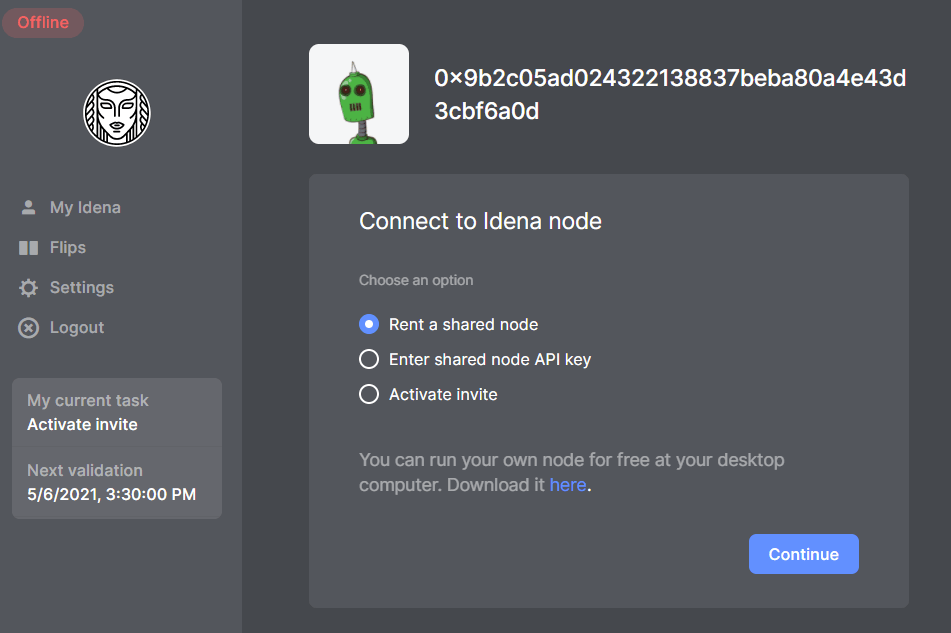 Offline
My Idena
Flips
Settings
Logout
My current task
Activate invite
Next validation
5/6/2021, 3:30:00 PM
0x9b2c05ad024322138837beba80a4e43d
3cbf6a0d
Connect to Idena node
Choose an option
Rent a shared node
Enter shared node API key
Activate invite
You can run your own node for free at your desktop
computer. Download it here.
Continue